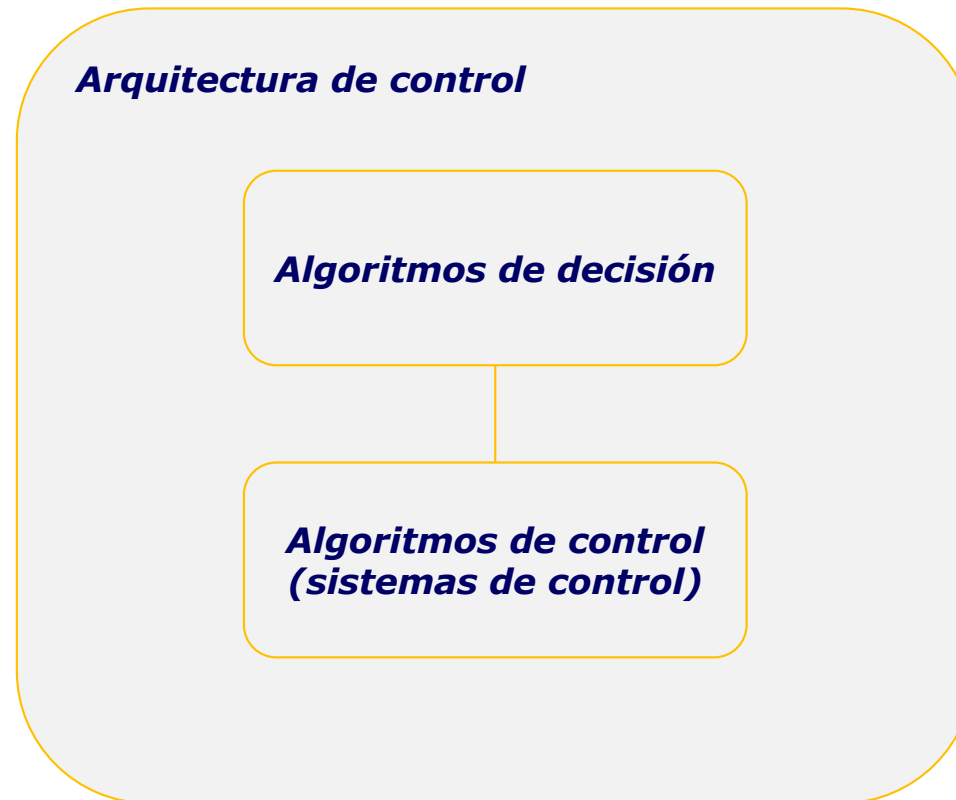 Arquitectura de control
Algoritmos de decisión
Algoritmos de control
(sistemas de control)